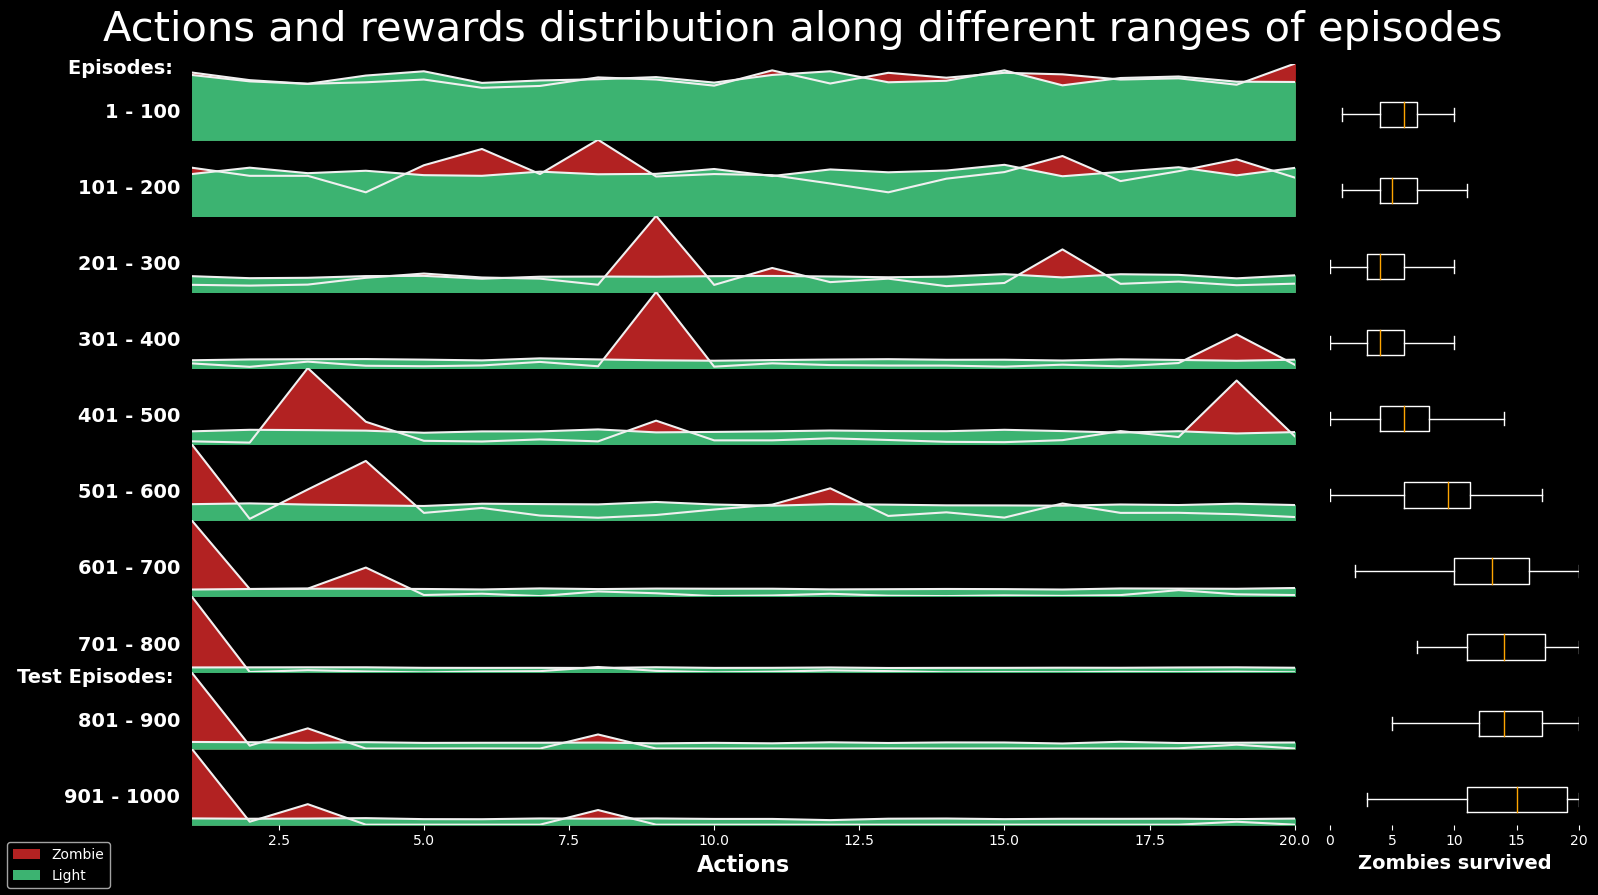 Actions and rewards distribution along different ranges of episodes
Episodes:
1 - 100
101 - 200
201 - 300
301 - 400
401 - 500
501 - 600
601 - 700
701 - 800
Test Episodes:
801 - 900
901 - 1000
2.5 5.0 7.5 10.0 12.5 15.0 17.5 20.0
0 5 10 15 20
Actions
Zombies survived
Zombie
Light